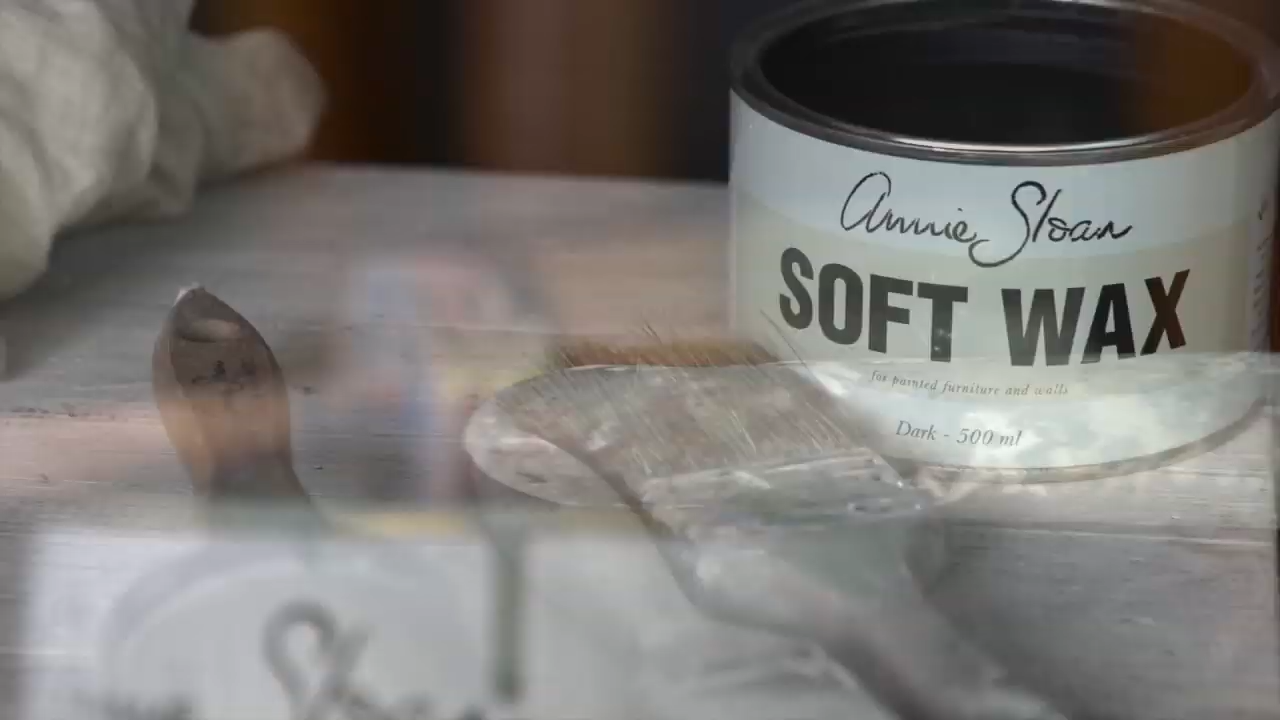 Annie Sloan
SOFT WAX
for painted furniture and walls
Dark - 500 ml